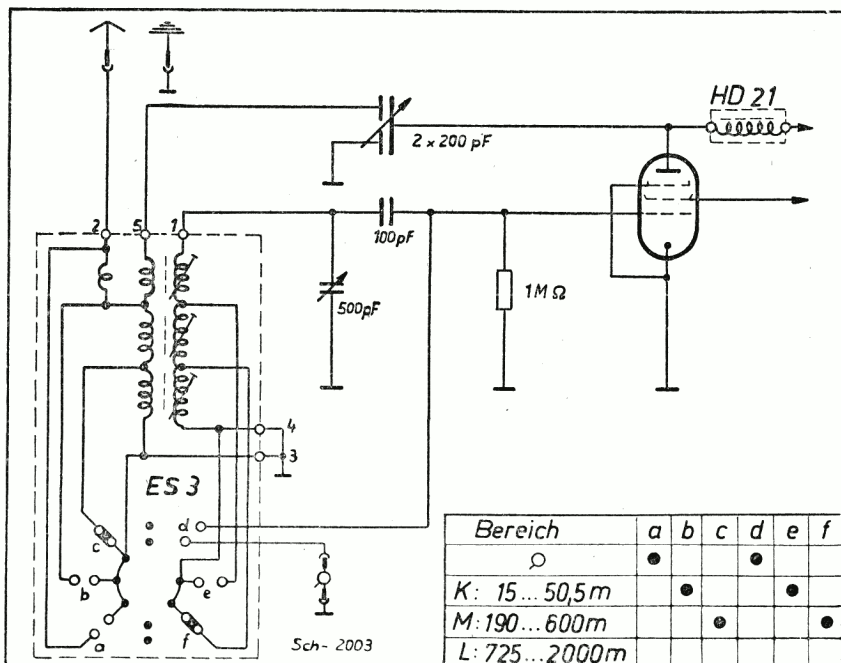 HD 21
2 x 200 pF
2 5 1
100pF
500pF
1MΩ
4
3
ES 3
d
c
b
e
a
f
Sch- 2003
Bereich a b c d e f
K: 15...50,5m
M: 190...600m
L: 725...2000m